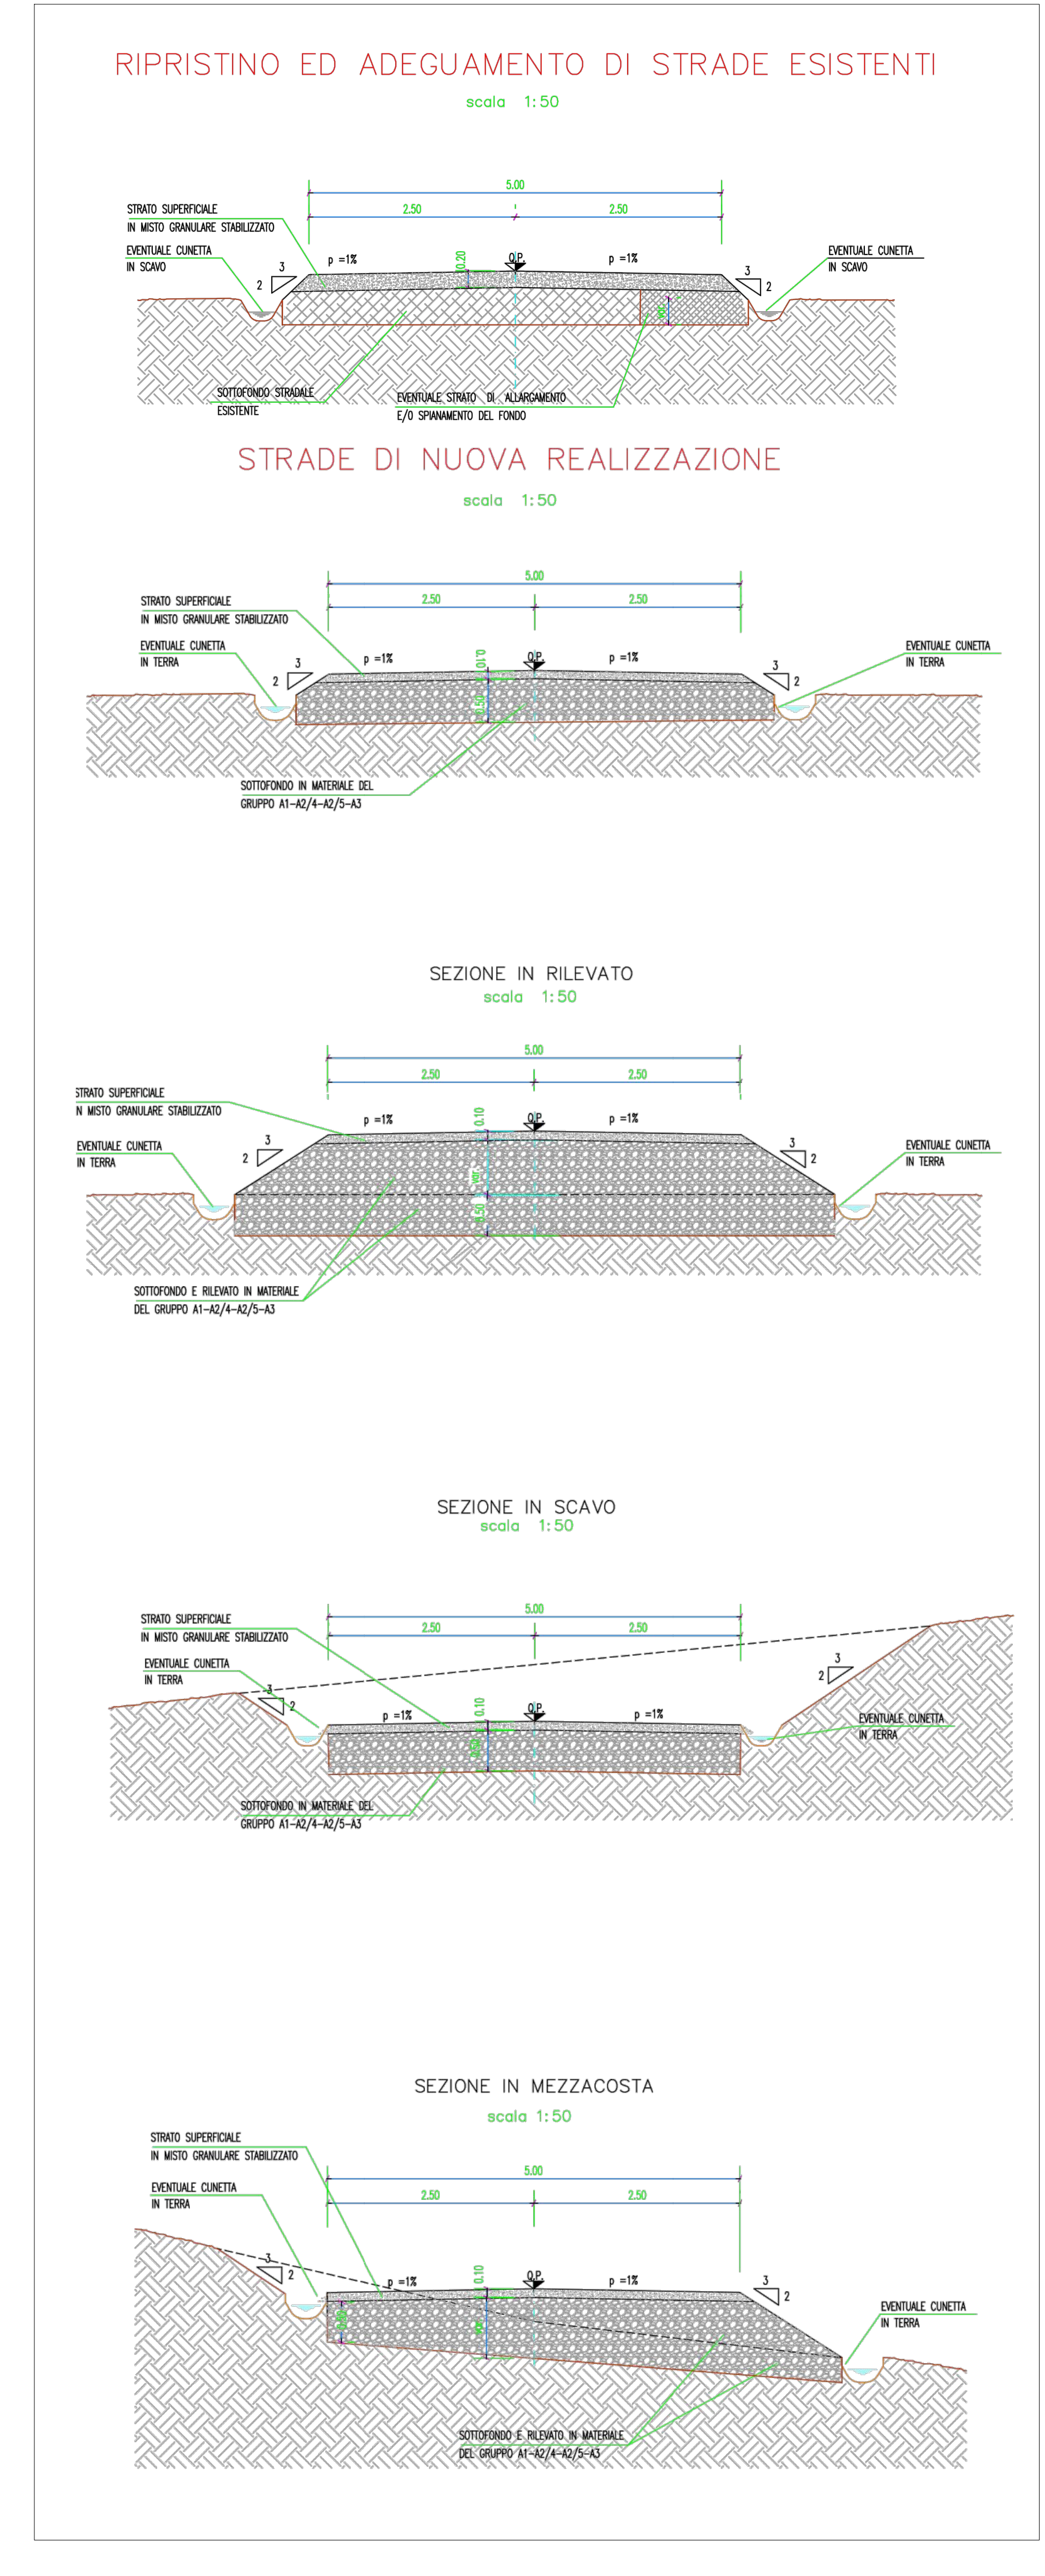 RIPRISTINO ED ADEGUAMENTO DI STRADE ESISTENTI
scala 1:50
5.00
2.50 2.50
STRATO SUPERFICIALE
IN MISTO GRANULARE STABILIZZATO
EVENTUALE CUNETTA
IN SCAVO
3
2
p =1%
0.20
Q.P.
p =1%
3
2
EVENTUALE CUNETTA
IN SCAVO
var.
SOTTOFONDO STRADALE
ESISTENTE
EVENTUALE STRATO DI ALLARGAMENTO
E/O SPIANAMENTO DEL FONDO
STRADE DI NUOVA REALIZZAZIONE
scala 1:50
5.00
2.50 2.50
STRATO SUPERFICIALE
IN MISTO GRANULARE STABILIZZATO
EVENTUALE CUNETTA
IN TERRA
3
2
p =1%
0.10
0.50
Q.P.
p =1%
3
2
EVENTUALE CUNETTA
IN TERRA
SOTTOFONDO IN MATERIALE DEL
GRUPPO A1-A2/4-A2/5-A3
SEZIONE IN RILEVATO
scala 1:50
5.00
2.50 2.50
STRATO SUPERFICIALE
N MISTO GRANULARE STABILIZZATO
EVENTUALE CUNETTA
IN TERRA
3
2
p =1%
0.10
var.
0.50
Q.P.
p =1%
3
2
EVENTUALE CUNETTA
IN TERRA
SOTTOFONDO E RILEVATO IN MATERIALE
DEL GRUPPO A1-A2/4-A2/5-A3
SEZIONE IN SCAVO
scala 1:50
5.00
2.50 2.50
STRATO SUPERFICIALE
IN MISTO GRANULARE STABILIZZATO
EVENTUALE CUNETTA
IN TERRA
3
2
p =1%
0.10
0.50
Q.P.
p =1%
3
2
EVENTUALE CUNETTA
IN TERRA
SOTTOFONDO IN MATERIALE DEL
GRUPPO A1-A2/4-A2/5-A3
SEZIONE IN MEZZACOSTA
scala 1:50
STRATO SUPERFICIALE
IN MISTO GRANULARE STABILIZZATO
5.00
2.50 2.50
EVENTUALE CUNETTA
IN TERRA
3
2
p =1%
0.10
0.50
var.
Q.P.
p =1%
3
2
EVENTUALE CUNETTA
IN TERRA
SOTTOFONDO E RILEVATO IN MATERIALE
DEL GRUPPO A1-A2/4-A2/5-A3